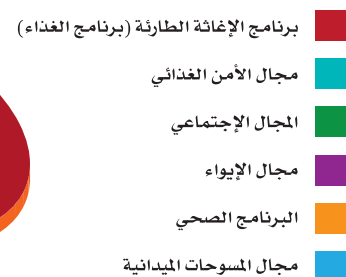 برنامج الإغاثة الطارئة (برنامج الغذاء)
مجال الأمن الغذائي
المجال الإجتماعي
مجال الإيواء
البرنامج الصحي
مجال المسوحات الميدانية